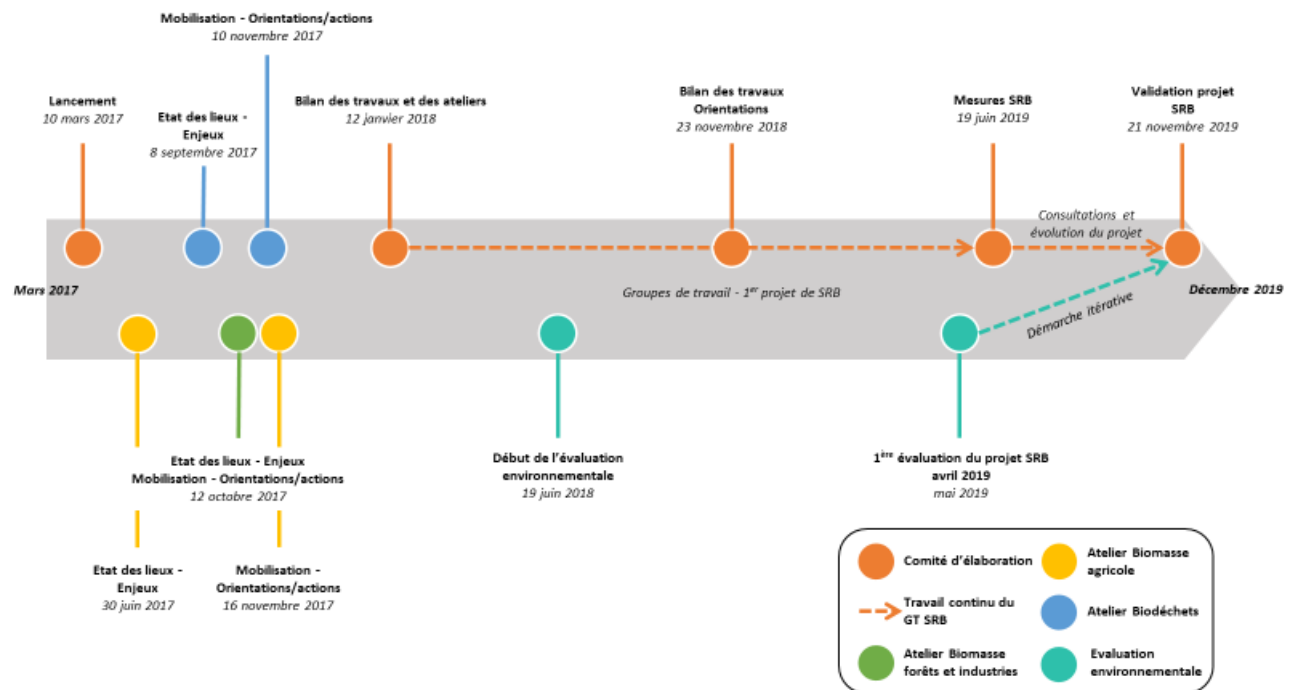 Mobilisation - Orientations/actions
10 novembre 2017
Lancement
10 mars 2017
Etat des lieux -
Enjeux
8 septembre 2017
Bilan des travaux et des ateliers
12 janvier 2018
Bilan des travaux
Orientations
23 novembre 2018
Mesures SRB
19 juin 2019
Validation projet
SRB
21 novembre 2019
Consultations et
évolution du projet
Mars 2017
Groupes de travail - 1er projet de SRB
Démarche itérative
Décembre 2019
Etat des lieux - Enjeux
Mobilisation - Orientations/actions
12 octobre 2017
Début de l'évaluation
environnementale
19 juin 2018
1ère évaluation du projet SRB
avril 2019
mai 2019
Etat des lieux -
Enjeux
30 juin 2017
Mobilisation -
Orientations/actions
16 novembre 2017
Comité d'élaboration
Atelier Biomasse
agricole
Travail continu du
GT SRB
Atelier Biodéchets
Atelier Biomasse
forêts et industries
Evaluation
environnementale